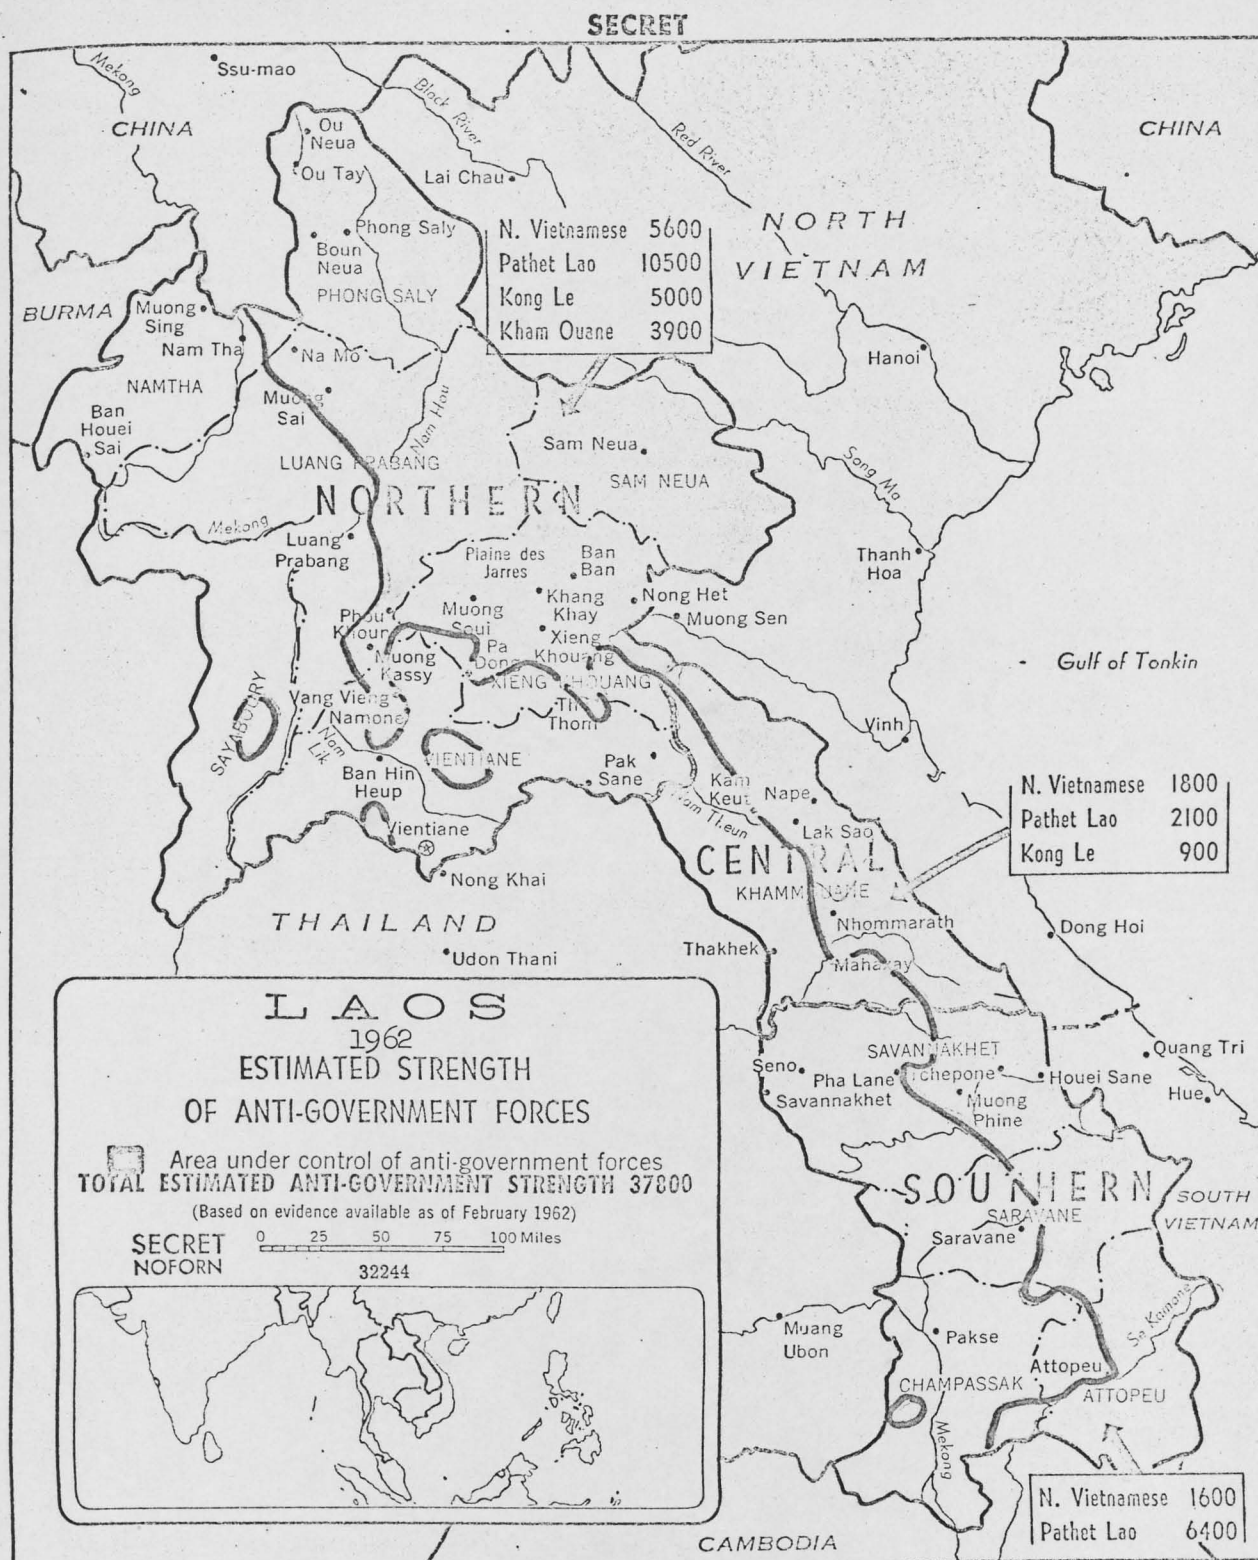 SECRET
Mekong
Ssu-mao
CHINA
Black River
Red River
CHINA
Ou
Neua
Ou Tay
Lai Chau
Phong Saly
Boun
Neua
PHONG SALY
N. Vietnamese 5600
Pathet Lao 10500
Kong Le 5000
Kham Ouane 3900
NORTH
VIETNAM
BURMA
Muong
Sing
Nam Tha
Na Mo
NAMTHA
Hanoi
Muong
Sai
Ban
Houei
Sai
Nam Hou
Sam Neua
SAM NEUA
Song Ma
LUANG PRABANG
NORTHERN
Mekong
Luang
Prabang
Plaine des
Jarres
Ban
Ban
Thanh
Hoa
Khang
Khay
Nong Het
Muong Sen
Phou
Khoun
Muong
Soui
Xieng
Khouang
Pa
Dong
Muong
Kassy
XIENG KHOUANG
Gulf of Tonkin
SAYABOURY
Vang Vieng
Namone
Tha
Thom
Nam
Lik
Vinh
VIENTIANE
Ban Hin
Heup
Pak
Sane
Kam
Keut
Nape
Nam Theun
Lak Sao
Vientiane
N. Vietnamese 1800
Pathet Lao 2100
Kong Le 900
CENTRAL
KHAMMOUANE
Nong Khai
THAILAND
Nhommarath
Dong Hoi
Udon Thani
Thakhek
Mahaxay
LAOS
1962
ESTIMATED STRENGTH
OF ANTI-GOVERNMENT FORCES
Area under control of anti-government forces
TOTAL ESTIMATED ANTI-GOVERNMENT STRENGTH 37800
(Based on evidence available as of February 1962)
SECRET
NOFORN
0 25 50 75 100 Miles
32244
SAVANNAKHET
Seno
Pha Lane
Tchepone
Houei Sane
Quang Tri
Savannakhet
Muong
Phine
Hue
SOUTHERN
SOUTH
VIETNAM
SARAVANE
Saravane
Se Kamane
Muang
Ubon
Pakse
Attopeu
CHAMPASSAK
ATTOPEU
Mekong
N. Vietnamese 1600
Pathet Lao 6400
CAMBODIA